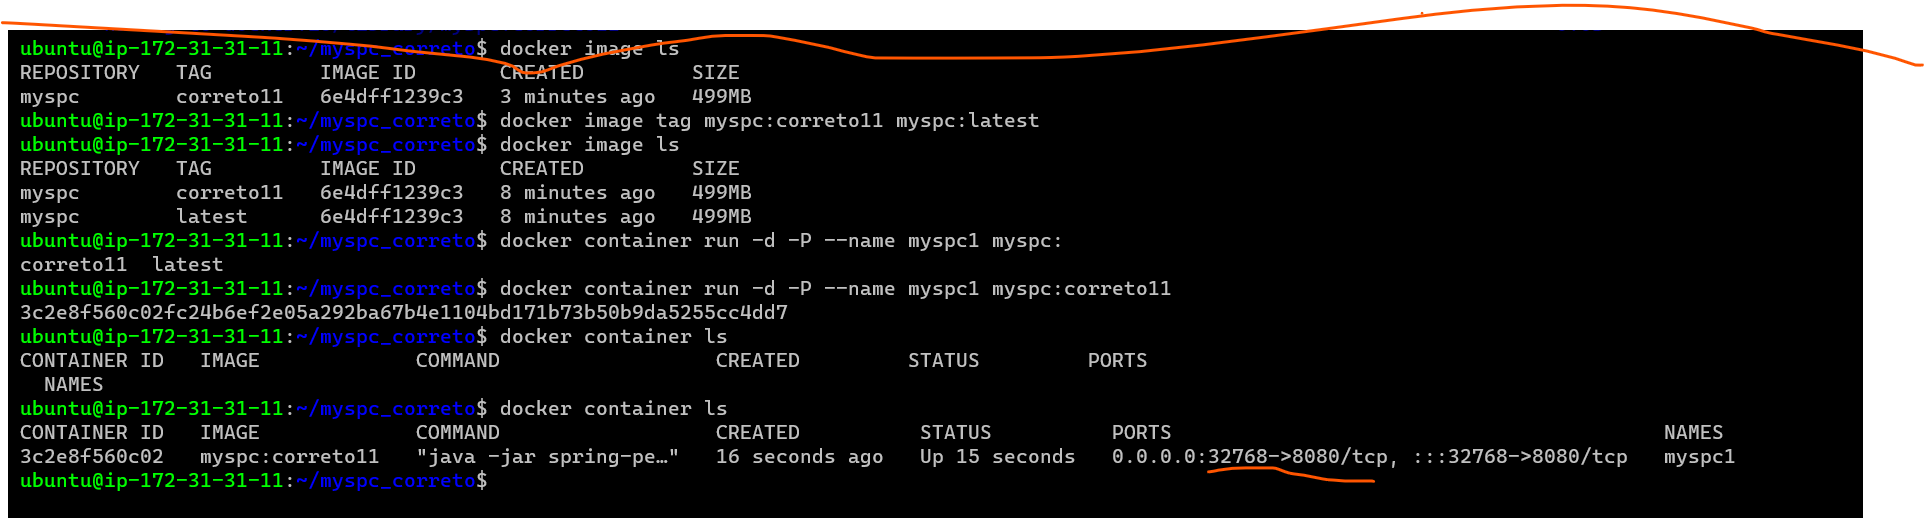 ubuntu@ip-172-31-31-11:~/myspc_correto$ docker image ls
REPOSITORY   TAG         IMAGE ID       CREATED         SIZE
myspc        correto11   6e4dff1239c3   3 minutes ago   499MB
ubuntu@ip-172-31-31-11:~/myspc_correto$ docker image tag myspc:correto11 myspc:latest
ubuntu@ip-172-31-31-11:~/myspc_correto$ docker image ls
REPOSITORY   TAG         IMAGE ID       CREATED         SIZE
myspc        correto11   6e4dff1239c3   8 minutes ago   499MB
myspc        latest      6e4dff1239c3   8 minutes ago   499MB
ubuntu@ip-172-31-31-11:~/myspc_correto$ docker container run -d -P --name myspc1 myspc:
correto11  latest
ubuntu@ip-172-31-31-11:~/myspc_correto$ docker container run -d -P --name myspc1 myspc:correto11
3c2e8f560c02fc24b6ef2e05a292ba67b4e1104bd171b73b50b9da5255cc4dd7
ubuntu@ip-172-31-31-11:~/myspc_correto$ docker container ls
CONTAINER ID   IMAGE             COMMAND                  CREATED         STATUS         PORTS
  NAMES
ubuntu@ip-172-31-31-11:~/myspc_correto$ docker container ls
CONTAINER ID   IMAGE             COMMAND                  CREATED          STATUS          PORTS                                         NAMES
3c2e8f560c02   myspc:correto11   "java -jar spring-pe…"   16 seconds ago   Up 15 seconds   0.0.0.0:32768->8080/tcp, :::32768->8080/tcp   myspc1
ubuntu@ip-172-31-31-11:~/myspc_correto$